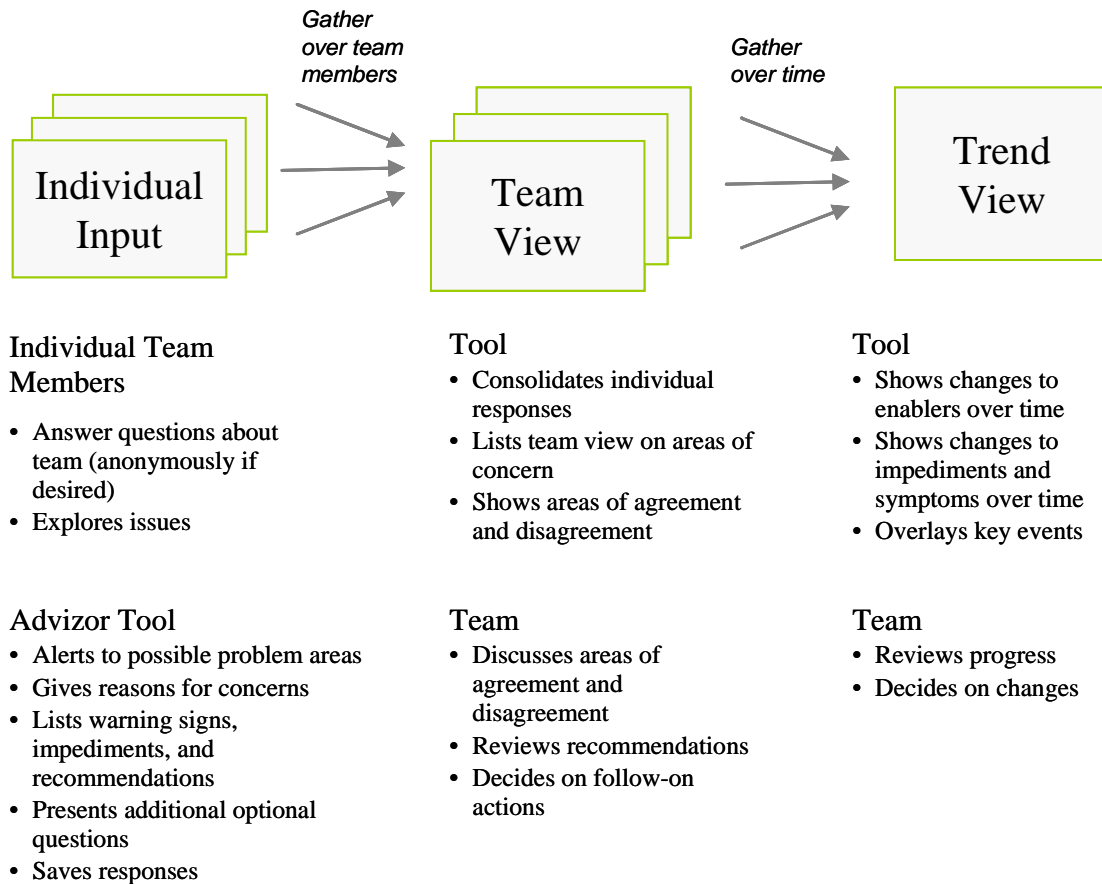 Gather
over team
members
Gather
over time
Individual
Input
Team
View
Trend
View
Individual Team
Members
• Answer questions about
team (anonymously if
desired)
• Explores issues
Tool
• Consolidates individual
responses
• Lists team view on areas of
concern
• Shows areas of agreement
and disagreement
Tool
• Shows changes to
enablers over time
• Shows changes to
impediments and
symptoms over time
• Overlays key events
Advizor Tool
• Alerts to possible problem areas
• Gives reasons for concerns
• Lists warning signs,
impediments, and
recommendations
• Presents additional optional
questions
• Saves responses
Team
• Discusses areas of
agreement and
disagreement
• Reviews recommendations
• Decides on follow-on
actions
Team
• Reviews progress
• Decides on changes